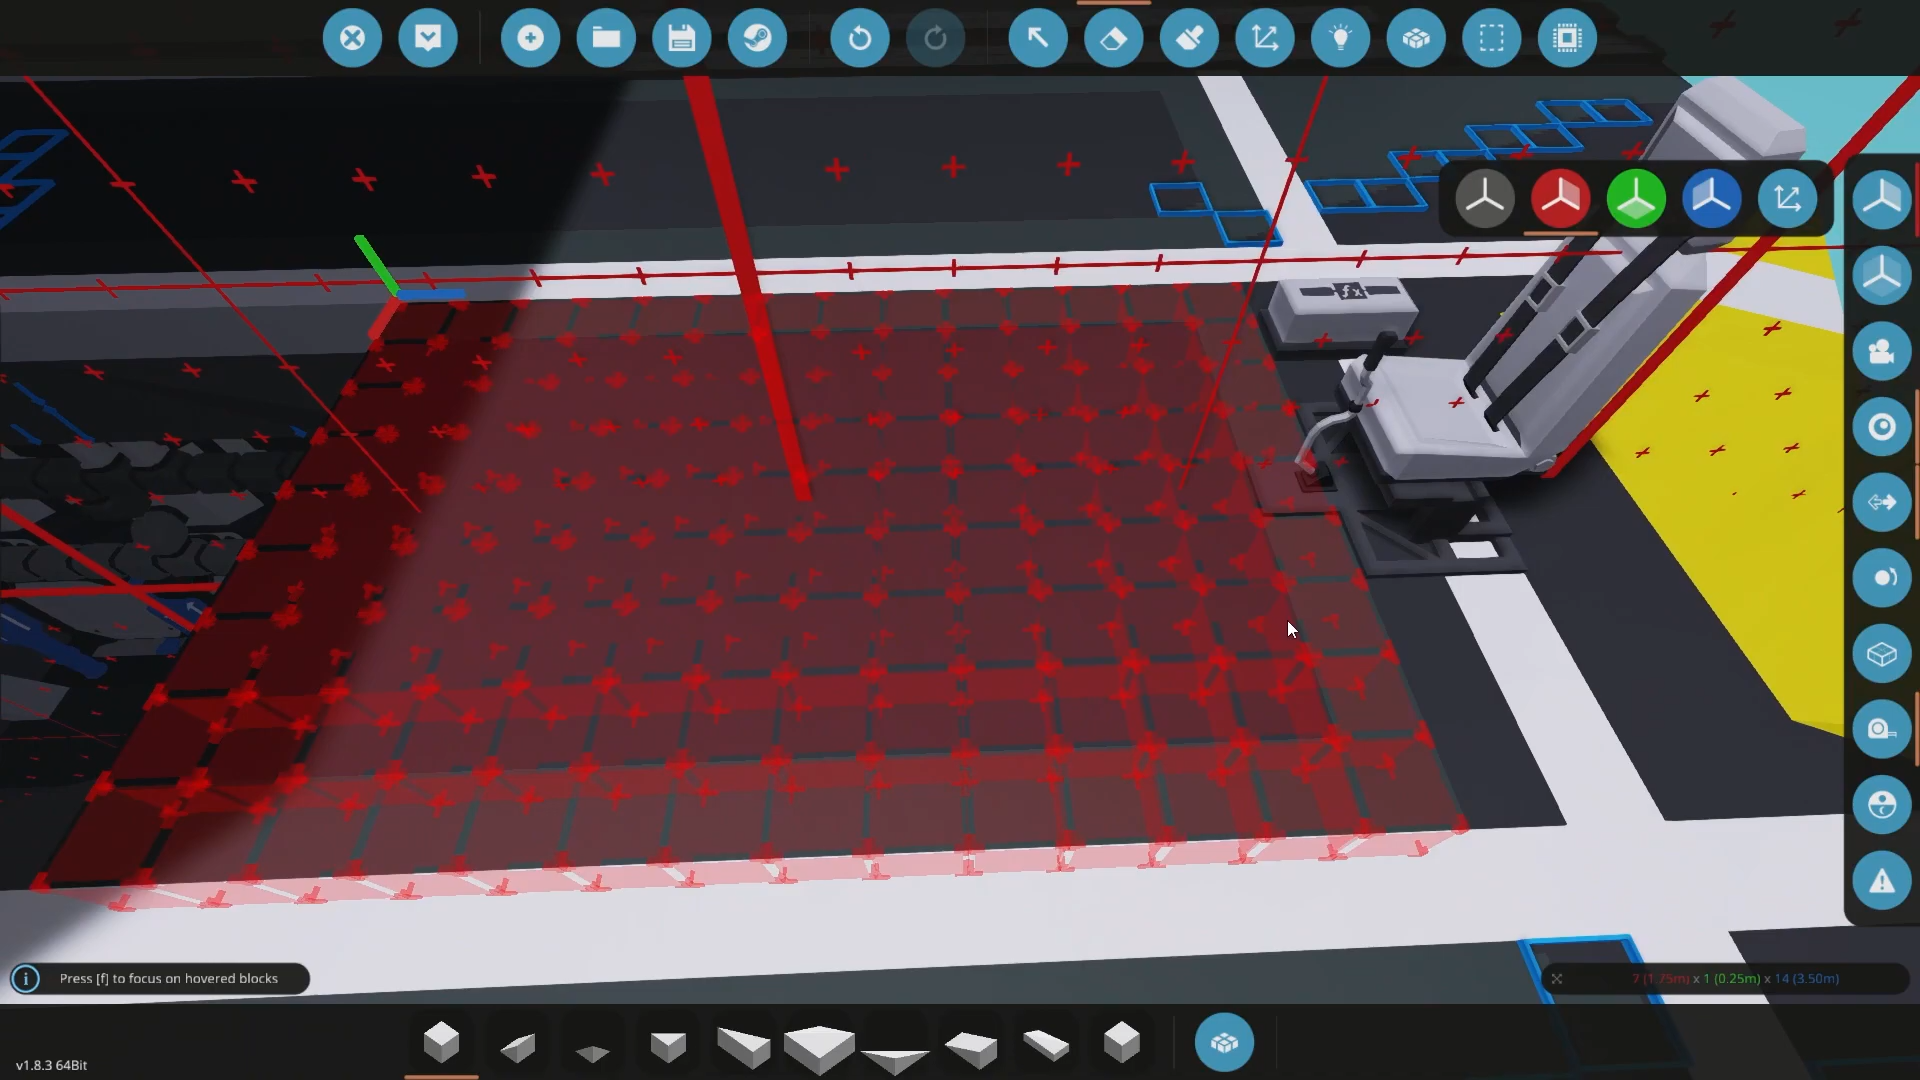 fx
Press [f] to focus on hovered blocks
7 (1.75m) x 1 (0.25m) x 14 (3.50m)
v1.8.3 64Bit